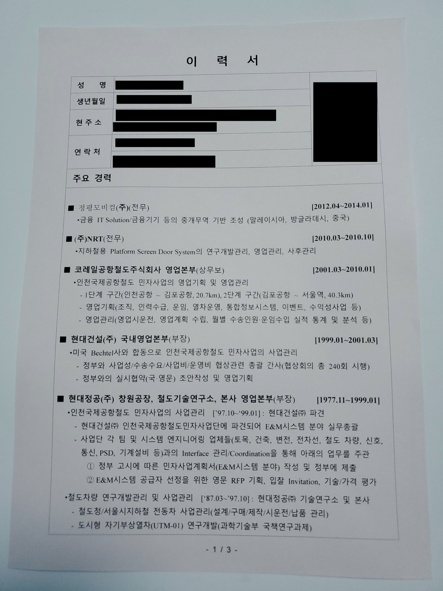 이 력 서
성 명
생년월일
현 주 소
연 락 처
주요 경력
■ 청평모비컴(주)(전무) [2012.04~2014.01]
•금융 IT Solution/금융기기 등의 중개무역 기반 조성 (말레이시아, 방글라데시, 중국)
■ (주)NRT(전무) [2010.03~2010.10]
•지하철용 Platform Screen Door System의 연구개발관리, 영업관리, 사후관리
■ 코레일공항철도주식회사 영업본부(상무보) [2001.03~2010.01]
•인천국제공항철도 민자사업의 영업기획 및 영업관리
- 1단계 구간(인천공항 ~ 김포공항, 20.7km), 2단계 구간(김포공항 ~ 서울역, 40.3km)
- 영업기획(조직, 인력수급, 운임, 열차운영, 통합정보시스템, 이벤트, 수익성사업 등)
- 영업관리(영업시운전, 영업계획 수립, 월별 수송인원·운임수입 실적 통계 및 분석 등)
■ 현대건설(주) 국내영업본부(부장) [1999.01~2001.03]
•미국 Bechtel사와 합동으로 인천국제공항철도 민자사업의 사업관리
- 정부와 사업성/수송수요/사업비/운영비 협상관련 총괄 간사(협상회의 총 240회 시행)
- 정부와의 실시협약(국·영문) 초안작성 및 영업기획
■ 현대정공(주) 창원공장, 철도기술연구소, 본사 영업본부(부장) [1977.11~1999.01]
•인천국제공항철도 민자사업의 사업관리 ['97.10~'99.01] : 현대건설㈜ 파견
- 현대건설㈜ 인천국제공항철도민자사업단에 파견되어 E&M시스템 분야 실무총괄
- 사업단 각 팀 및 시스템 엔지니어링 업체들(토목, 건축, 변전, 전차선, 철도 차량, 신호,
통신, PSD, 기계설비 등)과의 Interface 관리/Coordination을 통해 아래의 업무를 주관
① 정부 고시에 따른 민자사업계획서(E&M시스템 분야) 작성 및 정부에 제출
② E&M시스템 공급자 선정을 위한 영문 RFP 기획, 입찰 Invitation, 기술/가격 평가
•철도차량 연구개발관리 및 사업관리 ['87.03~'97.10] : 현대정공㈜ 기술연구소 및 본사
- 철도청/서울시지하철 전동차 사업관리(설계/구매/제작/시운전/납품 관리)
- 도시형 자기부상열차(UTM-01) 연구개발(과학기술부 국책연구과제)
- 1 / 3 -